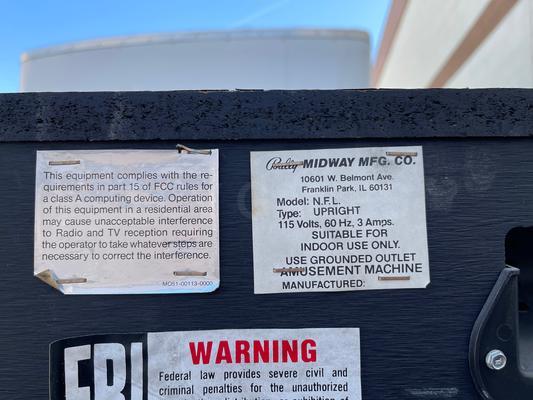 This equipment complies with the re-
quirements in part 15 of FCC rules for
a class A computing device. Operation
of this equipment in a residential area
may cause unacceptable interference
to Radio and TV reception requiring
the operator to take whatever steps are
necessary to correct the interference.
MO51-00113-0000
Bally MIDWAY MFG. CO.
10601 W. Belmont Ave.
Franklin Park, IL 60131
Model: N.F.L.
Type: UPRIGHT
115 Volts, 60 Hz, 3 Amps.
SUITABLE FOR
INDOOR USE ONLY.
USE GROUNDED OUTLET
AMUSEMENT MACHINE
MANUFACTURED:
FBI
WARNING
Federal law provides severe civil and
criminal penalties for the unauthorized